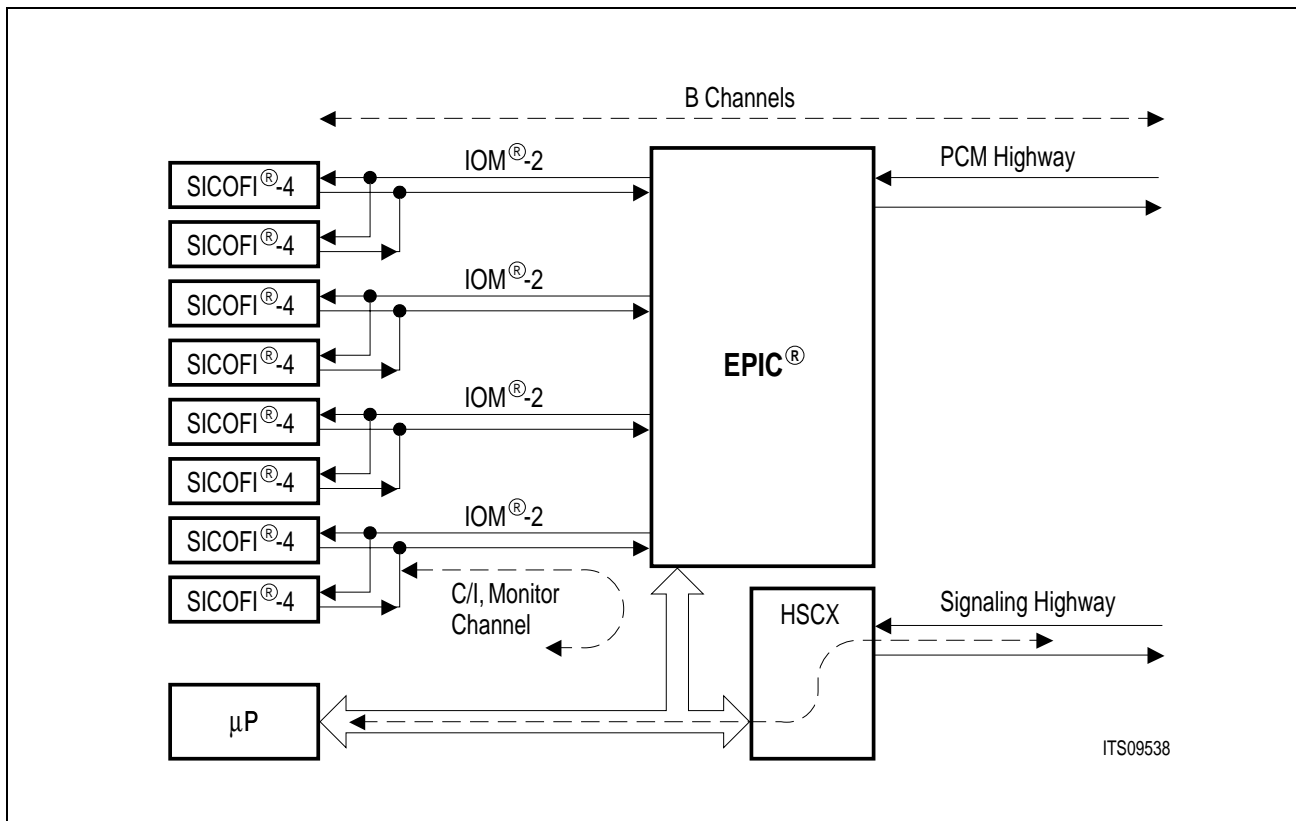 B Channels
IOM®-2
PCM Highway
SICOFI®-4
SICOFI®-4
IOM®-2
SICOFI®-4
SICOFI®-4
EPIC®
IOM®-2
SICOFI®-4
SICOFI®-4
IOM®-2
SICOFI®-4
SICOFI®-4
C/I, Monitor
Channel
HSCX
Signaling Highway
μP
ITS09538